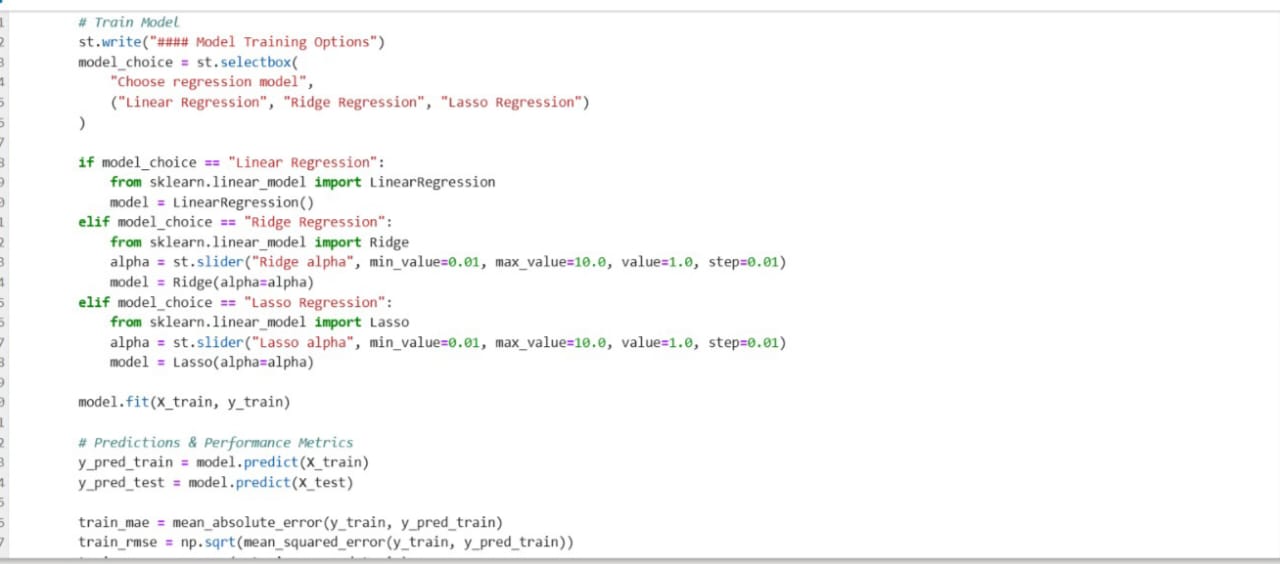 # Train Model
st.write("#### Model Training Options")
model_choice = st.selectbox(
"Choose regression model",
("Linear Regression", "Ridge Regression", "Lasso Regression")
)
if model_choice == "Linear Regression":
from sklearn.linear_model import LinearRegression
model = LinearRegression()
elif model_choice == "Ridge Regression":
from sklearn.linear_model import Ridge
alpha = st.slider("Ridge alpha", min_value=0.01, max_value=10.0, value=1.0, step=0.01)
model = Ridge(alpha=alpha)
elif model_choice == "Lasso Regression":
from sklearn.linear_model import Lasso
alpha = st.slider("Lasso alpha", min_value=0.01, max_value=10.0, value=1.0, step=0.01)
model = Lasso(alpha=alpha)
model.fit(X_train, y_train)
# Predictions & Performance Metrics
y_pred_train = model.predict(X_train)
y_pred_test = model.predict(X_test)
train_mae = mean_absolute_error(y_train, y_pred_train)
train_rmse = np.sqrt(mean_squared_error(y_train, y_pred_train))